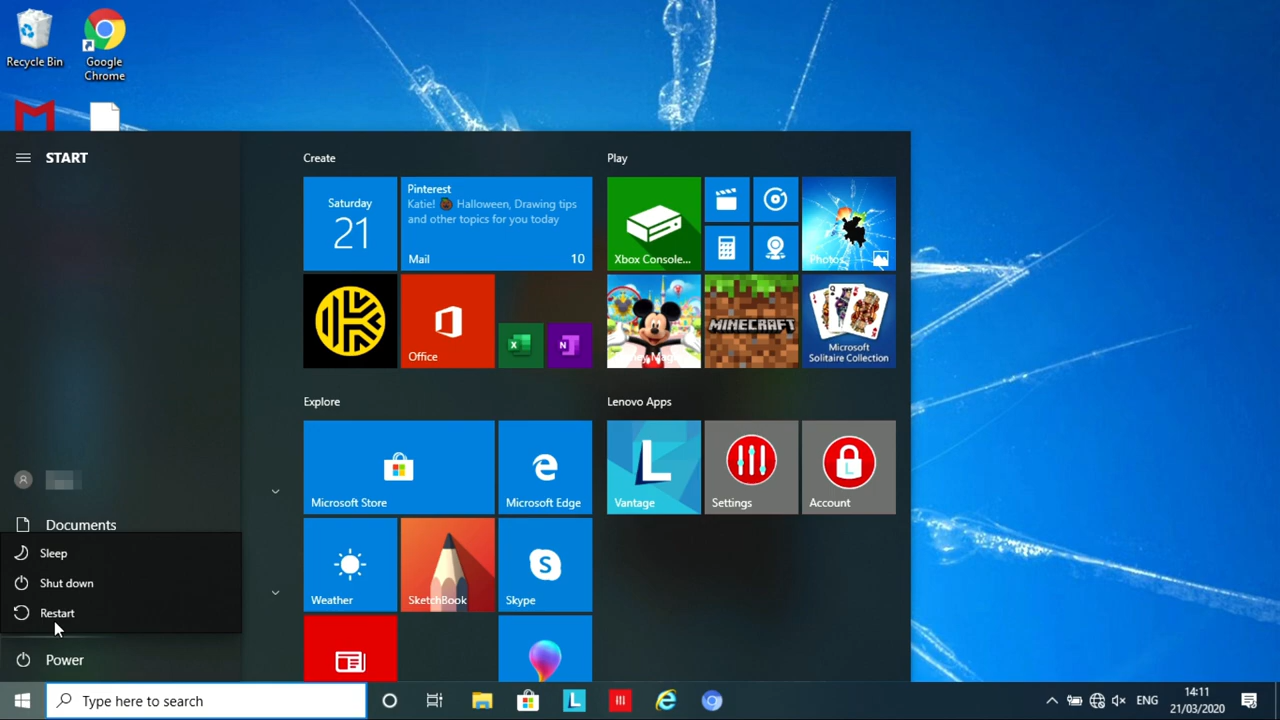 Recycle Bin
Google
Chrome
START
Create
Play
Saturday
21
Pinterest
Katie! Halloween, Drawing tips
and other topics for you today
Mail
10
Xbox Console...
Photos
Office
X
N
MINECRAFT
Microsoft
Solitaire Collection
Explore
Lenovo Apps
Microsoft Store
Microsoft Edge
L
Vantage
Settings
L
Account
Documents
Sleep
Shut down
Restart
Power
Weather
SketchBook
Skype
Type here to search
L
ENG
14:11
21/03/2020